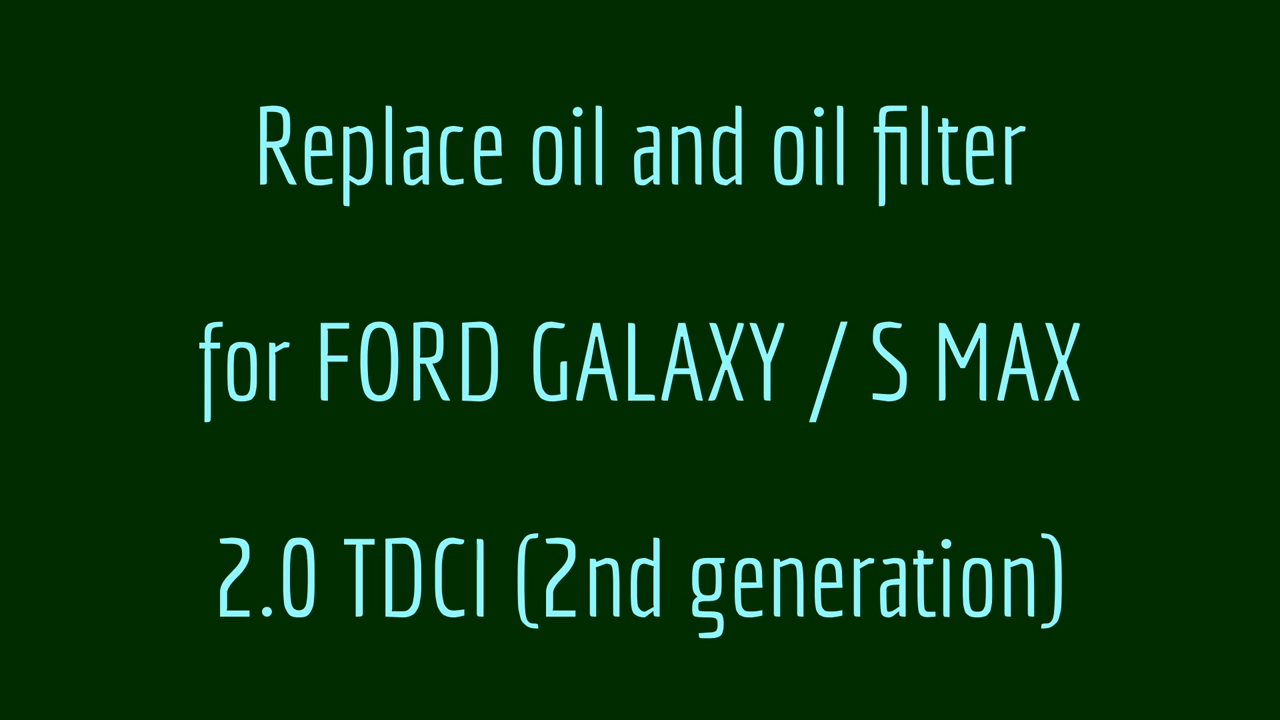 Replace oil and oil filter
for FORD GALAXY / S MAX
2.0 TDCI (2nd generation)